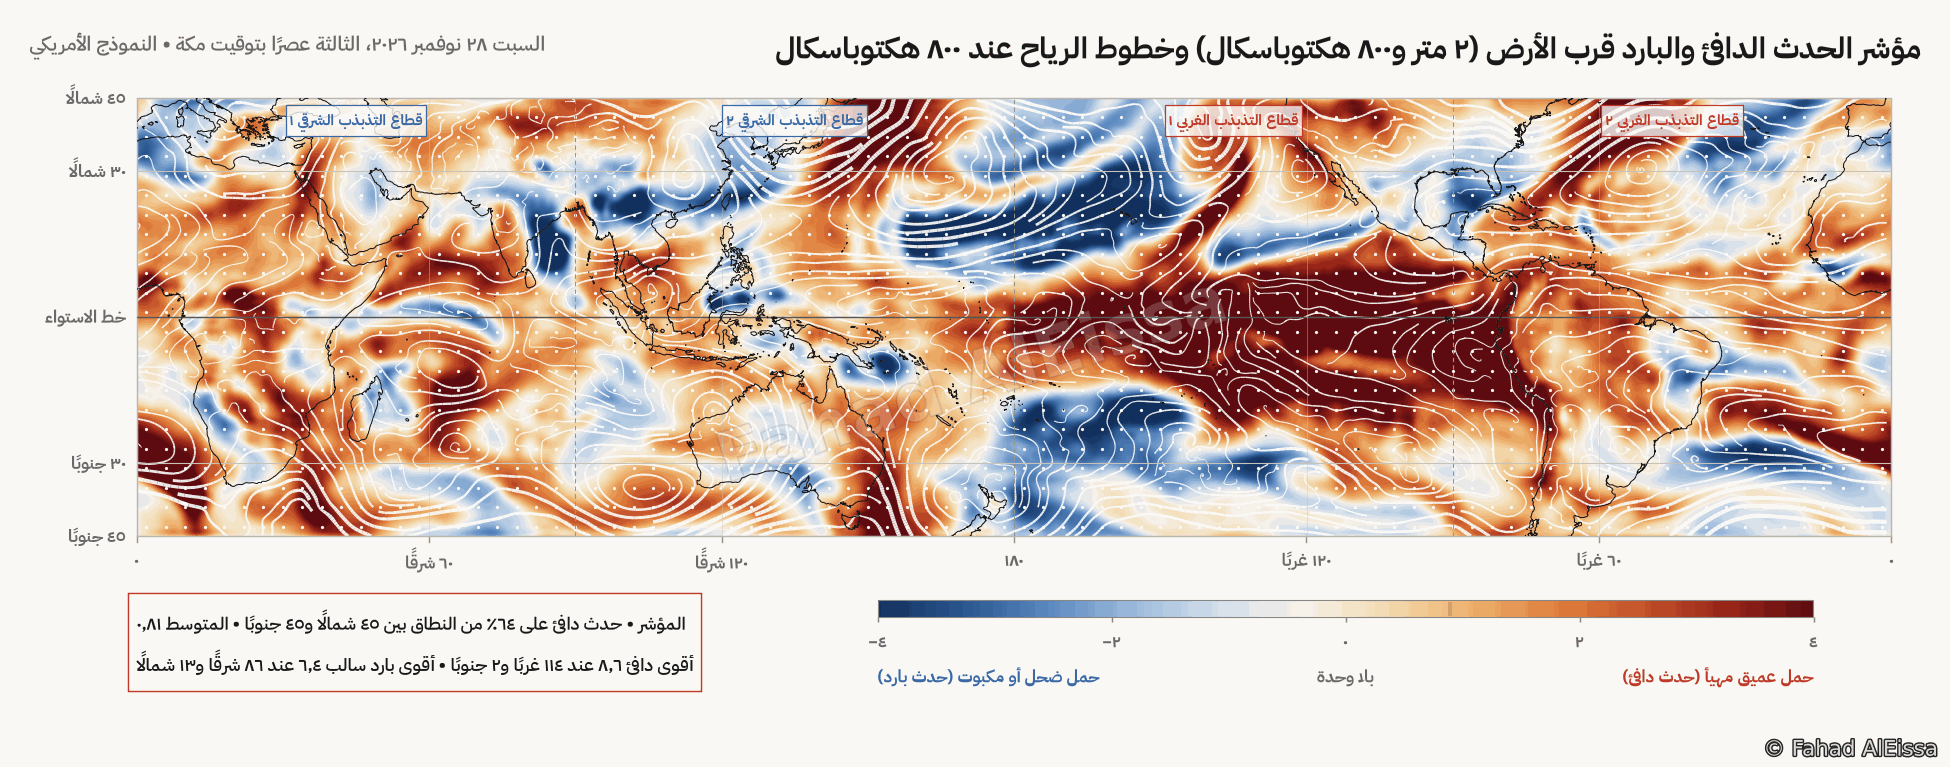 مؤشر الحدث الدافئ والبارد قرب الأرض (٢ متر و٨٠٠ هكتوباسكال) وخطوط الرياح عند ٨٠٠ هكتوباسكال
السبت ٢٨ نوفمبر ٢٠٢٦، الثالثة عصرًا بتوقيت مكة • النموذج الأمريكي
قطاع التذبذب الشرقي ١
قطاع التذبذب الشرقي ٢
قطاع التذبذب الغربي ١
قطاع التذبذب الغربي ٢
٤٥ شمالًا
٣٠ شمالًا
خط الاستواء
٣٠ جنوبًا
٤٥ جنوبًا
٠
٦٠ شرقًا
١٢٠ شرقًا
١٨٠
١٢٠ غربًا
٦٠ غربًا
٠
Fahad AlEissa
المؤشر • حدث دافئ على ٦٤٪ من النطاق بين ٤٥ شمالًا و٤٥ جنوبًا • المتوسط ٠,٨١
أقوى دافئ ٨,٦ عند ١١٤ غربًا و٢ جنوبًا • أقوى بارد سالب ٦,٤ عند ٨٦ شرقًا و١٣ شمالًا
−٤
−٢
٠
٢
٤
حمل ضحل أو مكبوت (حدث بارد)
بلا وحدة
حمل عميق مهيأ (حدث دافئ)
© Fahad AlEissa